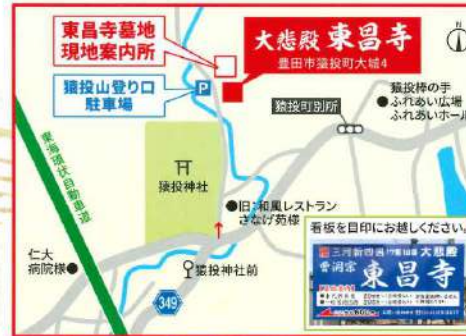 東昌寺墓地
現地案内所
大悲殿 東昌寺
豊田市猿投町大城4
N
P
猿投山登り口
駐車場
猿投棒の手
ふれあい広場
ふれあいホール
猿投町別所
東海環状自動車道
猿投神社
旧:和風レストラン
さなげ苑様
看板を目印にお越しください。
仁大
病院様
猿投神社前
349
三河新四国
大悲殿
曹洞宗
東昌寺